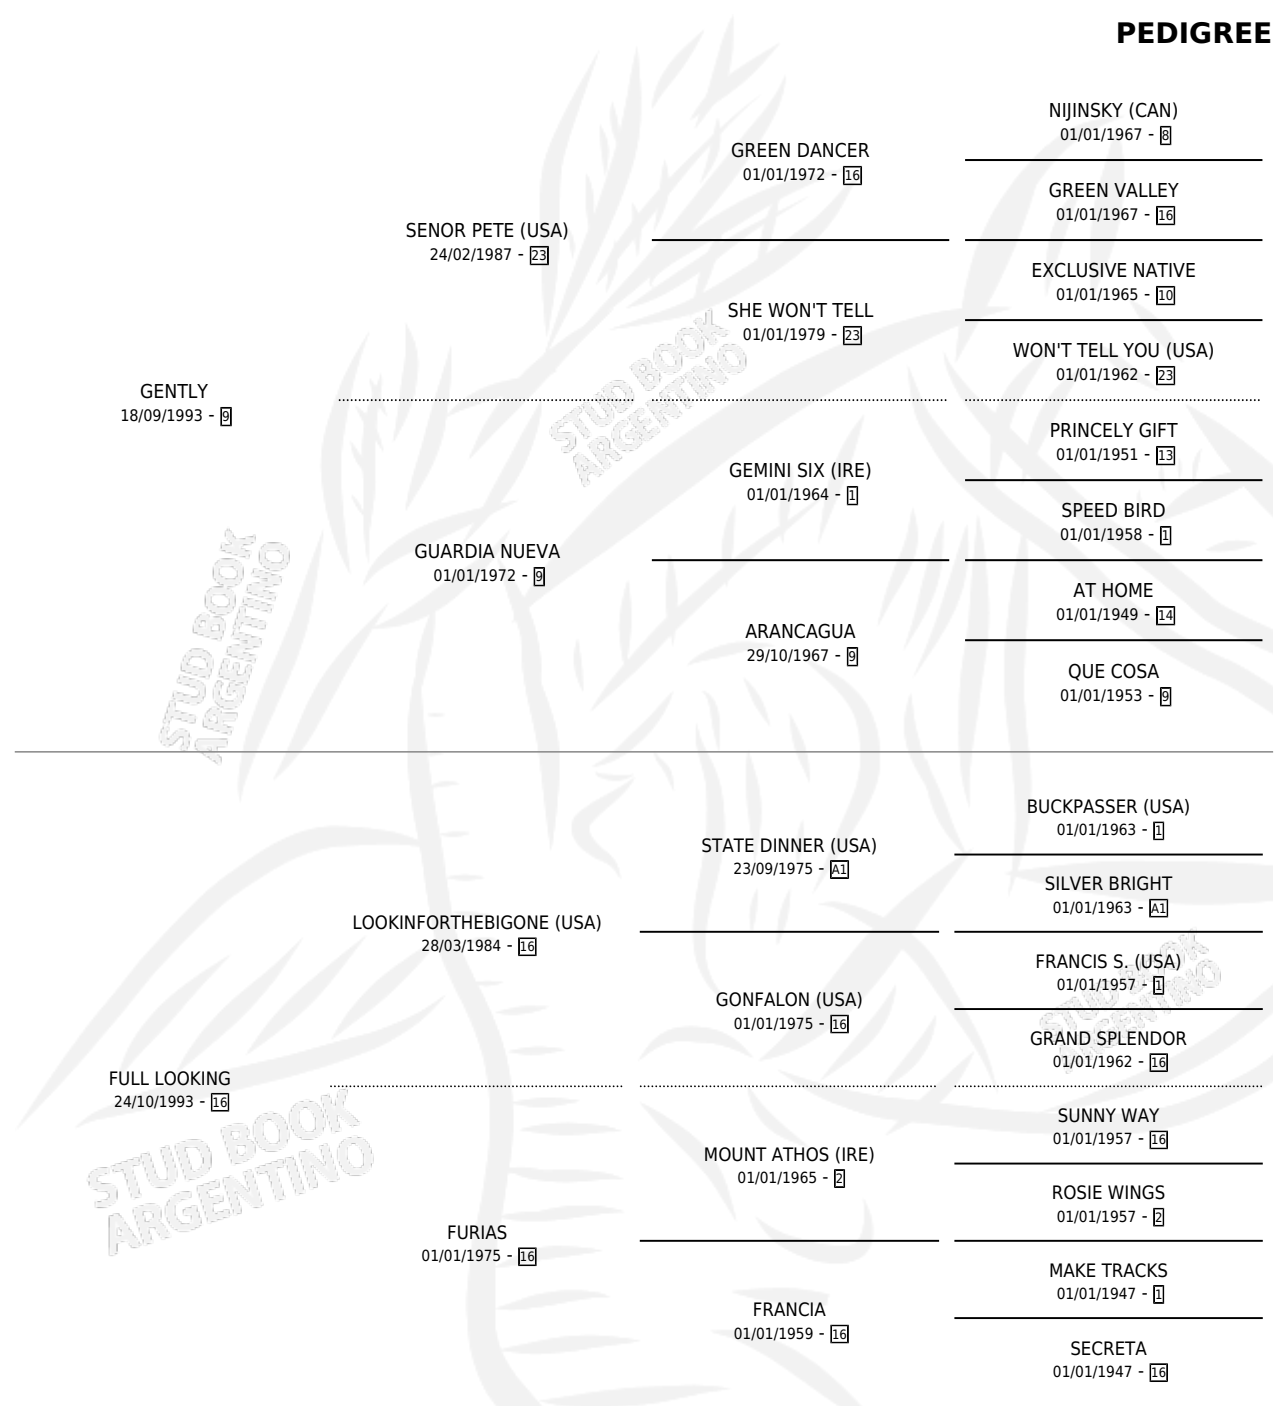 PEDIGREE
NIJINSKY (CAN)
01/01/1967 - 8
GREEN DANCER
01/01/1972 - 16
GREEN VALLEY
01/01/1967 - 16
SENOR PETE (USA)
24/02/1987 - 23
EXCLUSIVE NATIVE
01/01/1965 - 10
SHE WON'T TELL
01/01/1979 - 23
WON'T TELL YOU (USA)
01/01/1962 - 23
GENTLY
18/09/1993 - 9
PRINCELY GIFT
01/01/1951 - 13
GEMINI SIX (IRE)
01/01/1964 - 1
SPEED BIRD
01/01/1958 - 1
GUARDIA NUEVA
01/01/1972 - 9
AT HOME
01/01/1949 - 14
ARANCAGUA
29/10/1967 - 9
QUE COSA
01/01/1953 - 9
BUCKPASSER (USA)
01/01/1963 - 1
STATE DINNER (USA)
23/09/1975 - A1
SILVER BRIGHT
01/01/1963 - A1
LOOKINFORTHEBIGONE (USA)
28/03/1984 - 16
FRANCIS S. (USA)
01/01/1957 - 1
GONFALON (USA)
01/01/1975 - 16
GRAND SPLENDOR
01/01/1962 - 16
FULL LOOKING
24/10/1993 - 16
SUNNY WAY
01/01/1957 - 16
MOUNT ATHOS (IRE)
01/01/1965 - 2
ROSIE WINGS
01/01/1957 - 2
FURIAS
01/01/1975 - 16
MAKE TRACKS
01/01/1947 - 1
FRANCIA
01/01/1959 - 16
SECRETA
01/01/1947 - 16
STUD BOOK
ARGENTINO
STUD BOOK
ARGENTINO
STUD BOOK
ARGENTINO
STUD BOOK
ARGENTINO